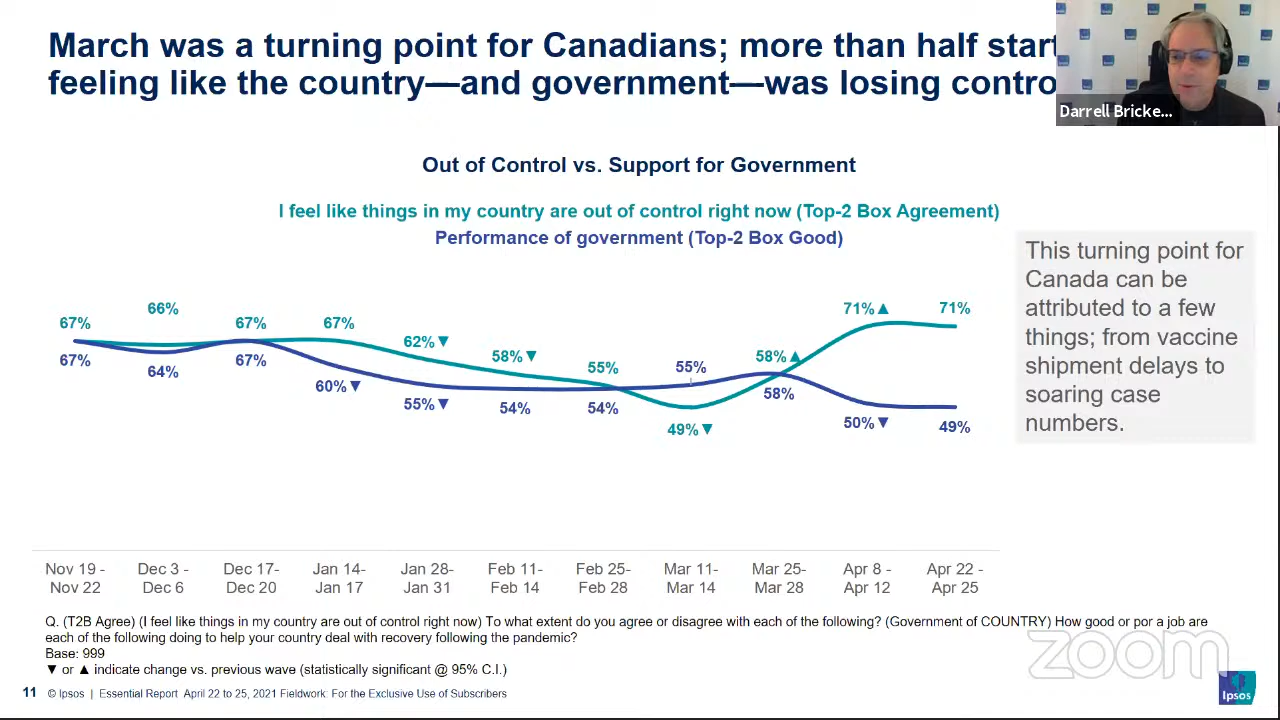 March was a turning point for Canadians; more than half start
feeling like the country—and government—was losing contro
Darrell Bricke...
Out of Control vs. Support for Government
I feel like things in my country are out of control right now (Top-2 Box Agreement)
Performance of government (Top-2 Box Good)
This turning point for
Canada can be
attributed to a few
things; from vaccine
shipment delays to
soaring case
numbers.
67% 66% 67% 67% 62% ▼ 58% ▼ 55% 49% ▼ 58% ▲ 71% ▲ 71%
67% 64% 67% 60% ▼ 55% ▼ 54% 54% 55% 58% 50% ▼ 49%
Nov 19 - Dec 3 - Dec 17- Jan 14- Jan 28- Feb 11- Feb 25- Mar 11- Mar 25- Apr 8 - Apr 22 -
Nov 22 Dec 6 Dec 20 Jan 17 Jan 31 Feb 14 Feb 28 Mar 14 Mar 28 Apr 12 Apr 25
Q. (T2B Agree) (I feel like things in my country are out of control right now) To what extent do you agree or disagree with each of the following? (Government of COUNTRY) How good or por a job are
each of the following doing to help your country deal with recovery following the pandemic?
Base: 999
▼ or ▲ indicate change vs. previous wave (statistically significant @ 95% C.I.)
zoom
11 © Ipsos | Essential Report April 22 to 25, 2021 Fieldwork: For the Exclusive Use of Subscribers
Ipsos